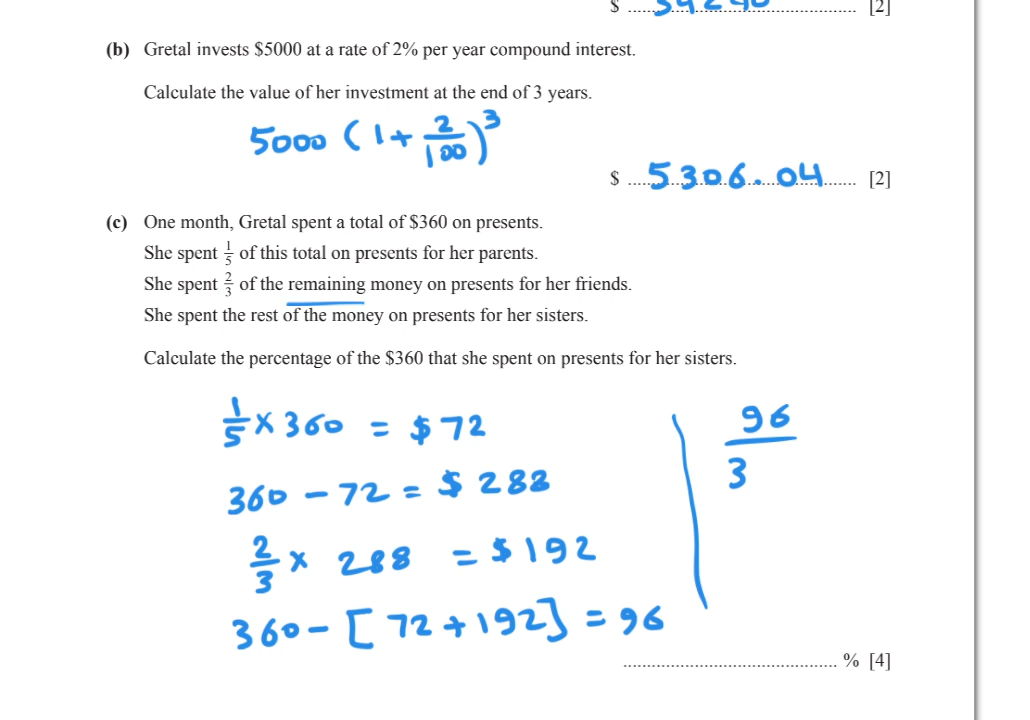 $ 39240 [2]
(b) Gretal invests $5000 at a rate of 2% per year compound interest.
Calculate the value of her investment at the end of 3 years.
5000 (1 + 2/100)^3
$ 5306.04 [2]
(c) One month, Gretal spent a total of $360 on presents.
She spent 1/5 of this total on presents for her parents.
She spent 2/3 of the remaining money on presents for her friends.
She spent the rest of the money on presents for her sisters.
Calculate the percentage of the $360 that she spent on presents for her sisters.
1/5 × 360 = $72
360 - 72 = $ 288
2/3 × 288 = $192
360 - [72 + 192] = 96
96
3
% [4]